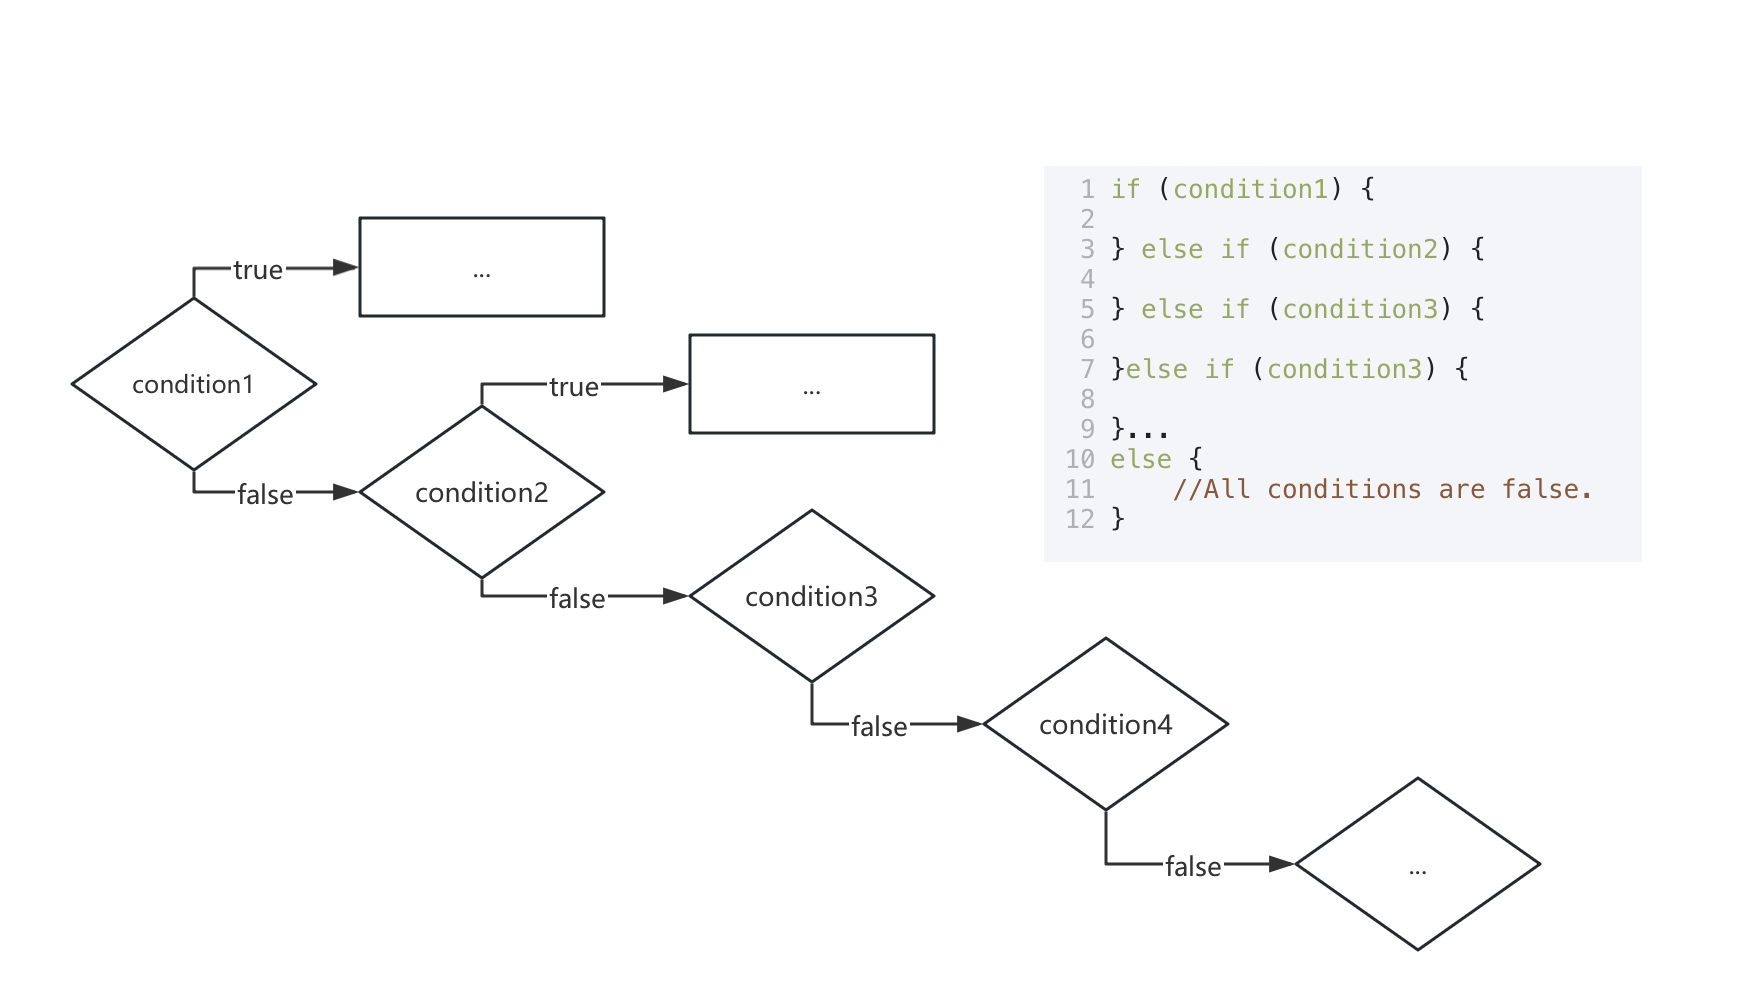 true
...
condition1
true
...
false
condition2
false
condition3
false
condition4
false
...
1 if (condition1) {
2
3 } else if (condition2) {
4
5 } else if (condition3) {
6
7 }else if (condition3) {
8
9 }...
10 else {
11     //All conditions are false.
12 }